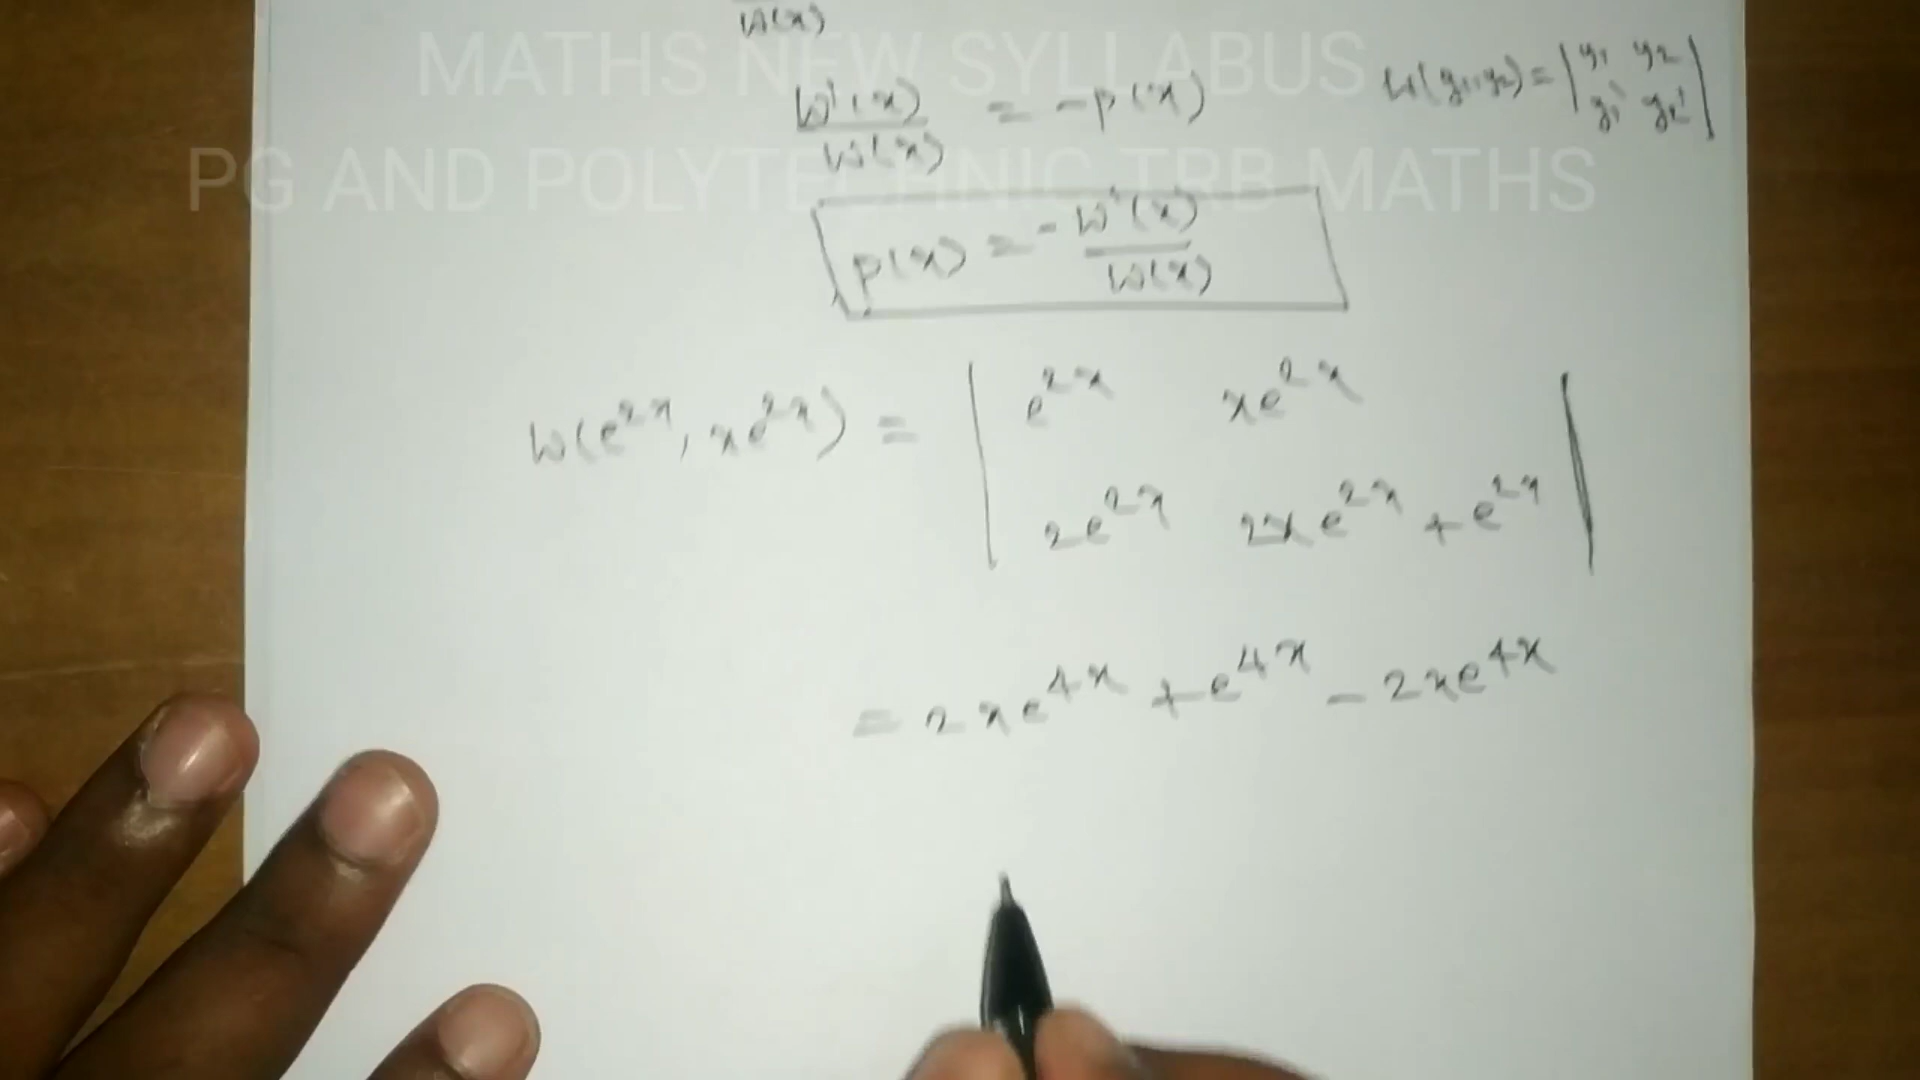 W(x)
MATHS NEW SYLLABUS
W'(x)/W(x) = -p(x)
W(y1,y2) = |y1 y2|
|y1' y2'|
PG AND POLYTECHNIC TRB MATHS
p(x) = - W'(x)/W(x)
W(e^2x, xe^2x) = | e^2x xe^2x |
| 2e^2x 2xe^2x + e^2x |
= 2xe^4x + e^4x - 2xe^4x